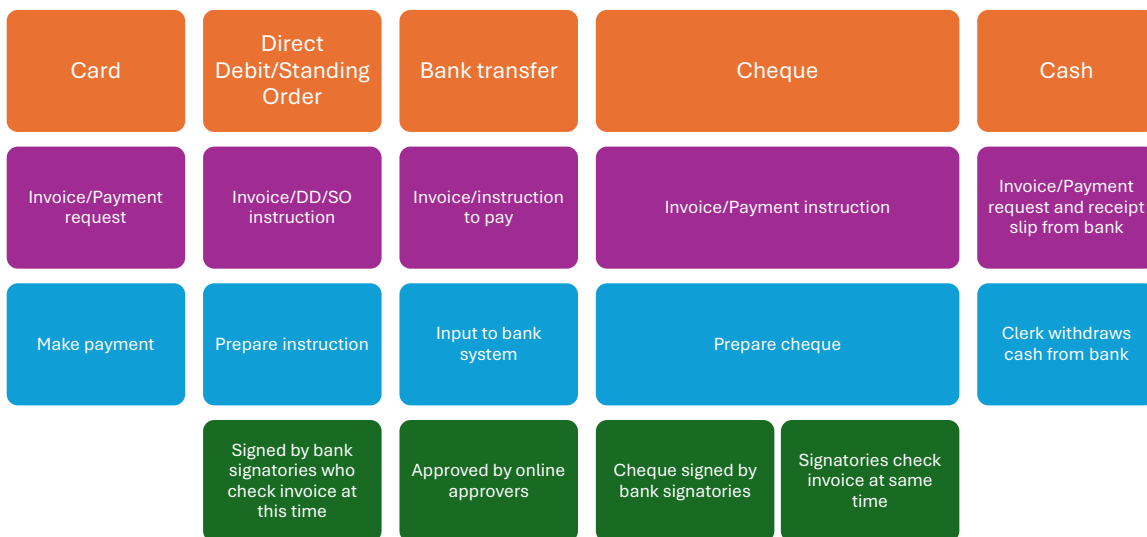 Card
Direct
Debit/Standing
Order
Bank transfer
Cheque
Cash
Invoice/Payment
request
Invoice/DD/SO
instruction
Invoice/instruction
to pay
Invoice/Payment instruction
Invoice/Payment
request and receipt
slip from bank
Make payment
Prepare instruction
Input to bank
system
Prepare cheque
Clerk withdraws
cash from bank
Signed by bank
signatories who
check invoice at
this time
Approved by online
approvers
Cheque signed by
bank signatories
Signatories check
invoice at same
time